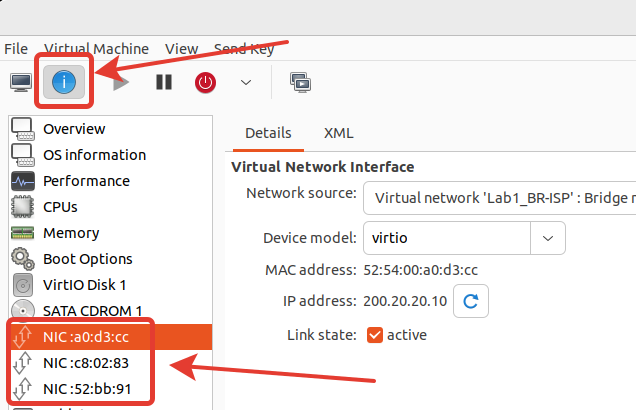 File Virtual Machine View Send Key
Overview
OS information
Performance
CPUs
Memory
Boot Options
VirtIO Disk 1
SATA CDROM 1
NIC :a0:d3:cc
NIC :c8:02:83
NIC :52:bb:91
Details XML
Virtual Network Interface
Network source: Virtual network 'Lab1_BR-ISP' : Bridge
Device model: virtio
MAC address: 52:54:00:a0:d3:cc
IP address: 200.20.20.10
Link state: active